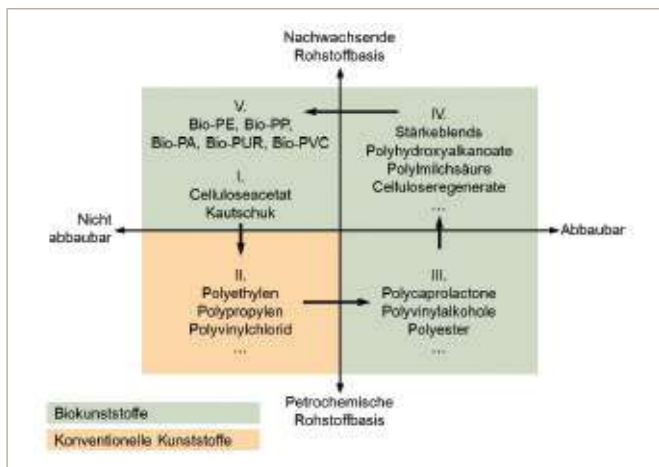 Nachwachsende
Rohstoffbasis
V.
Bio-PE, Bio-PP,
Bio-PA, Bio-PUR, Bio-PVC
I.
Celluloseacetat
Kautschuk
IV.
Stärkeblends
Polyhydroxyalkanoate
Polylmilchsäure
Celluloseregenerate
...
Nicht
abbaubar
Abbaubar
II.
Polyethylen
Polypropylen
Polyvinylchlorid
...
III.
Polycaprolactone
Polyvinylalkohole
Polyester
...
Petrochemische
Rohstoffbasis
Biokunststoffe
Konventionelle Kunststoffe